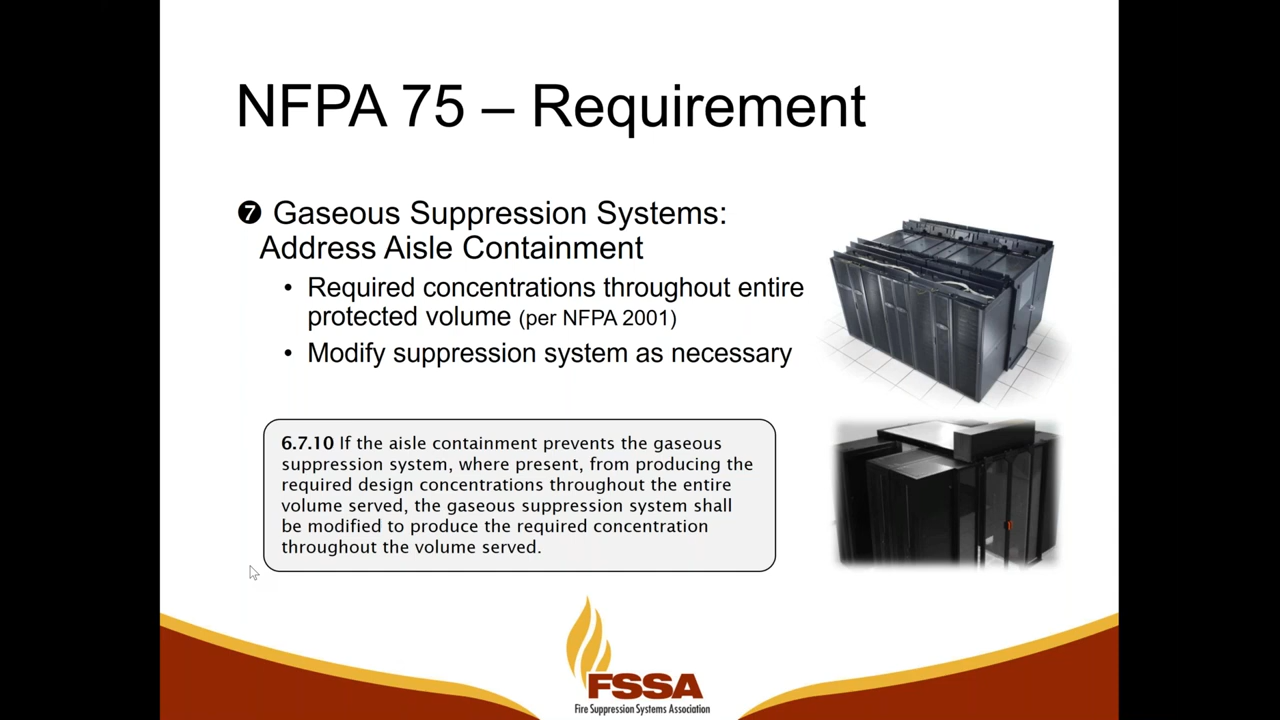 NFPA 75 – Requirement
❼ Gaseous Suppression Systems:
Address Aisle Containment
• Required concentrations throughout entire
protected volume (per NFPA 2001)
• Modify suppression system as necessary
6.7.10 If the aisle containment prevents the gaseous
suppression system, where present, from producing the
required design concentrations throughout the entire
volume served, the gaseous suppression system shall
be modified to produce the required concentration
throughout the volume served.
FSSA
Fire Suppression Systems Association